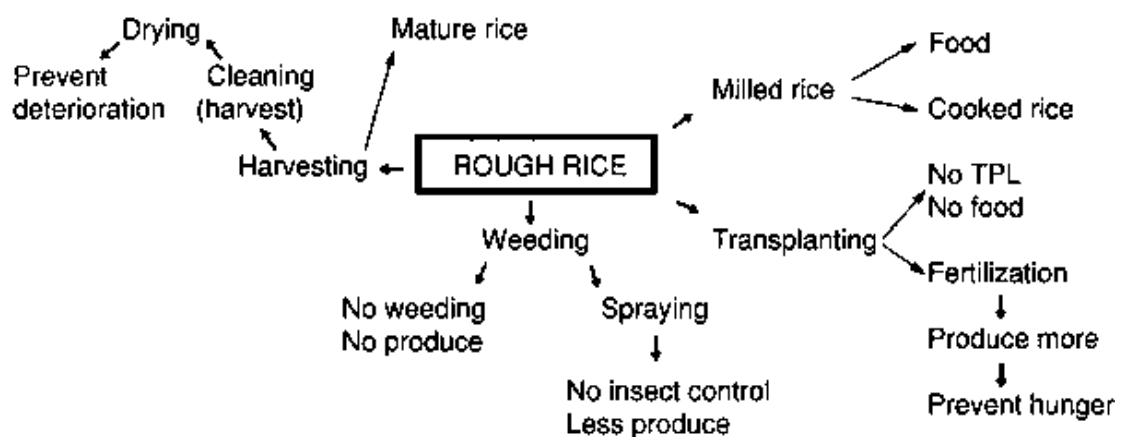 Drying
Prevent
deterioration
Cleaning
(harvest)
Harvesting
Mature rice
ROUGH RICE
Milled rice
Food
Cooked rice
Transplanting
No TPL
No food
Fertilization
Produce more
Prevent hunger
Weeding
No weeding
No produce
Spraying
No insect control
Less produce